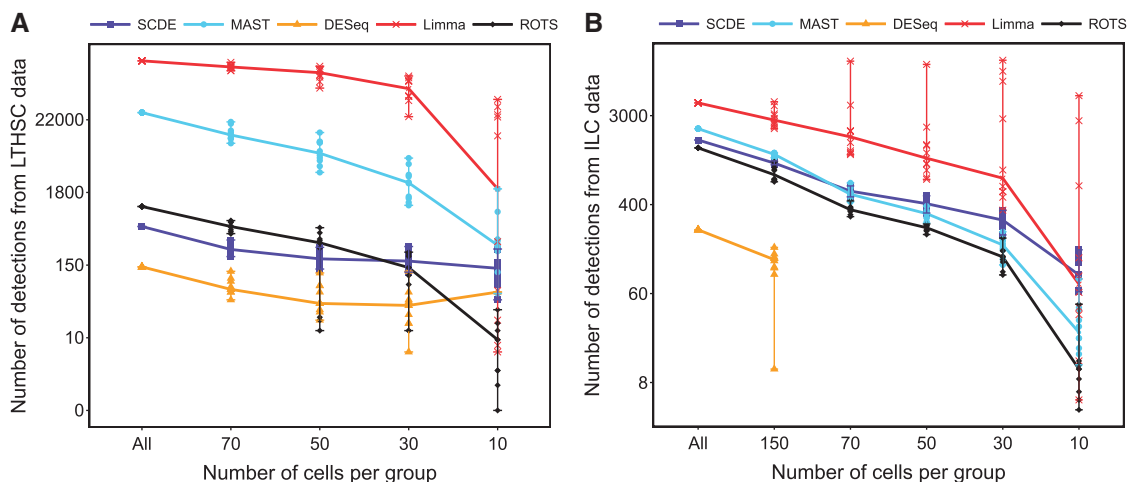 A
SCDE MAST DESeq Limma ROTS
Number of detections from LTHSC data
22000
1800
150
10
0
All 70 50 30 10
Number of cells per group
B
SCDE MAST DESeq Limma ROTS
Number of detections from ILC data
3000
400
60
8
All 150 70 50 30 10
Number of cells per group